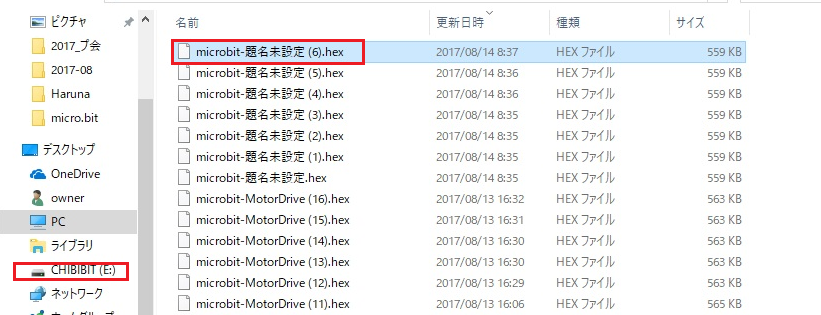 ピクチャ
2017_プ会
2017-08
Haruna
micro.bit
デスクトップ
OneDrive
owner
PC
ライブラリ
CHIBIBIT (E:)
ネットワーク
名前 更新日時 種類 サイズ
microbit-題名未設定 (6).hex 2017/08/14 8:37 HEX ファイル 559 KB
microbit-題名未設定 (5).hex 2017/08/14 8:36 HEX ファイル 559 KB
microbit-題名未設定 (4).hex 2017/08/14 8:36 HEX ファイル 559 KB
microbit-題名未設定 (3).hex 2017/08/14 8:35 HEX ファイル 559 KB
microbit-題名未設定 (2).hex 2017/08/14 8:35 HEX ファイル 559 KB
microbit-題名未設定 (1).hex 2017/08/14 8:35 HEX ファイル 559 KB
microbit-題名未設定.hex 2017/08/14 8:35 HEX ファイル 559 KB
microbit-MotorDrive (16).hex 2017/08/13 16:32 HEX ファイル 563 KB
microbit-MotorDrive (15).hex 2017/08/13 16:31 HEX ファイル 563 KB
microbit-MotorDrive (14).hex 2017/08/13 16:30 HEX ファイル 563 KB
microbit-MotorDrive (13).hex 2017/08/13 16:30 HEX ファイル 563 KB
microbit-MotorDrive (12).hex 2017/08/13 16:29 HEX ファイル 563 KB
microbit-MotorDrive (11).hex 2017/08/13 16:06 HEX ファイル 565 KB